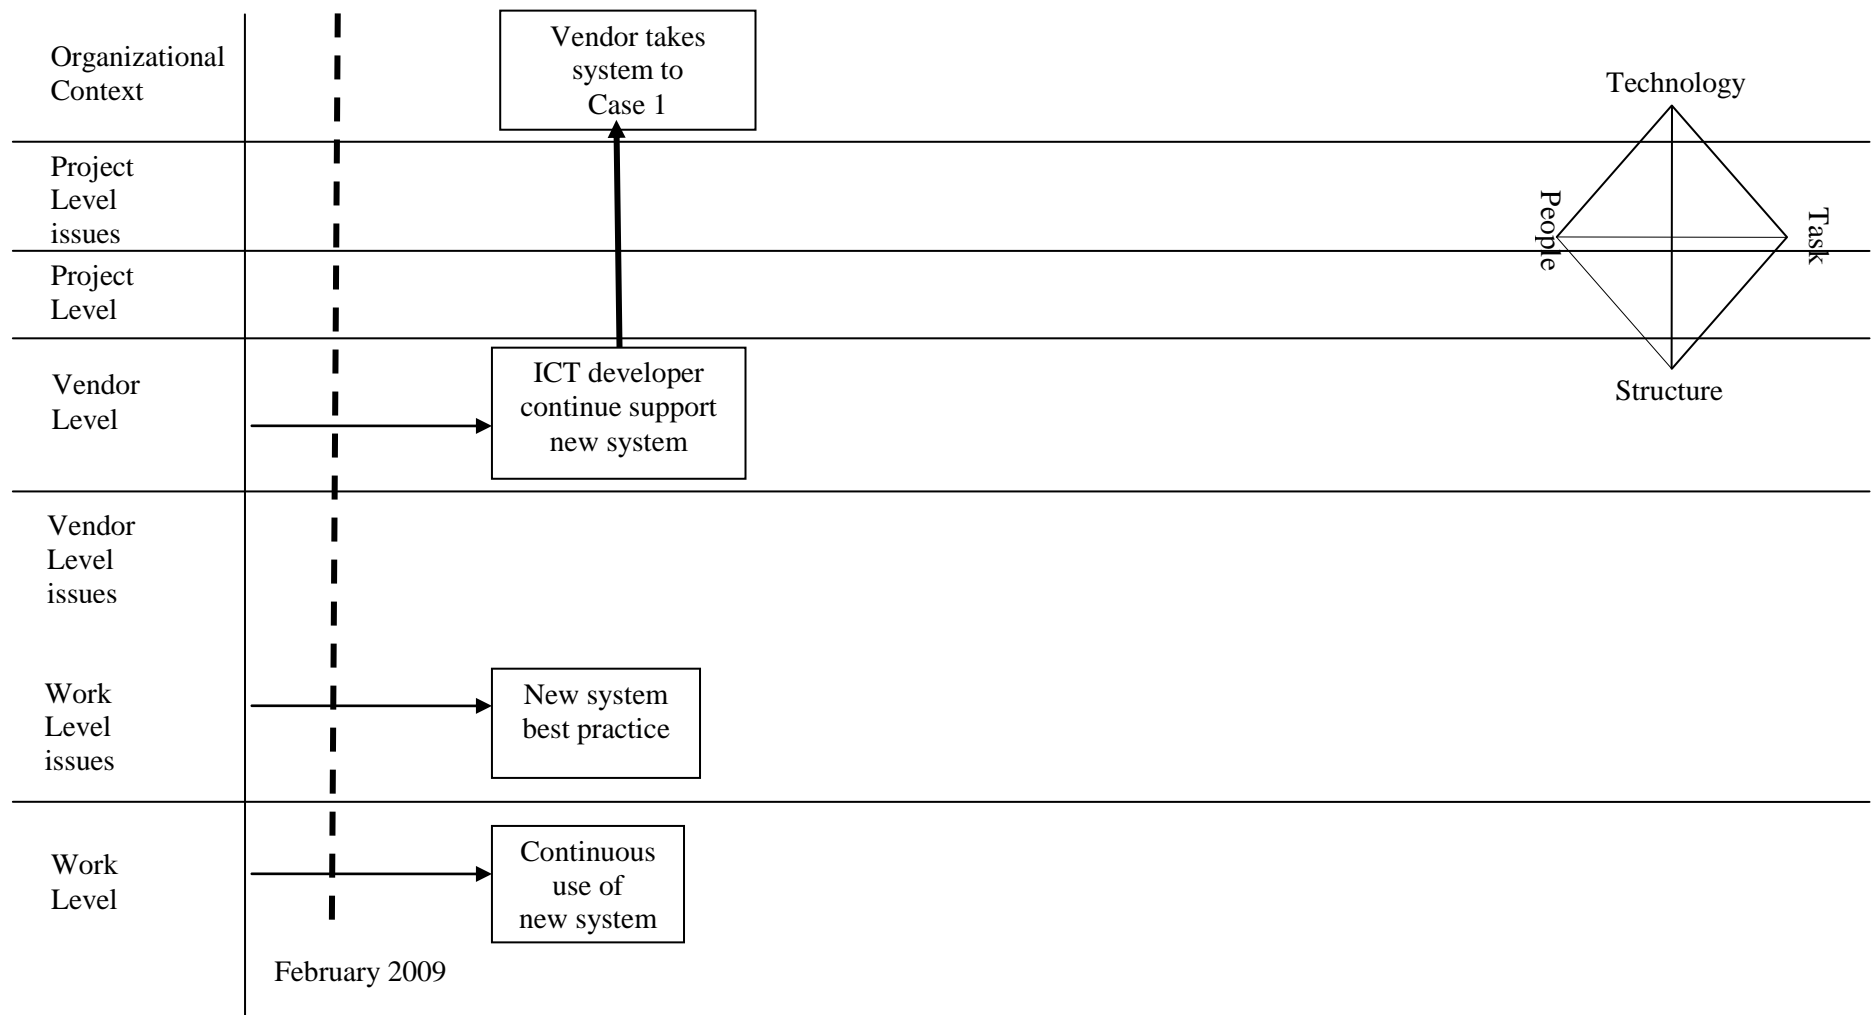 Organizational
Context
Vendor takes
system to
Case 1
Technology
Project
Level
issues
People
Task
Project
Level
Vendor
Level
ICT developer
continue support
new system
Structure
Vendor
Level
issues
Work
Level
issues
New system
best practice
Work
Level
Continuous
use of
new system
February 2009